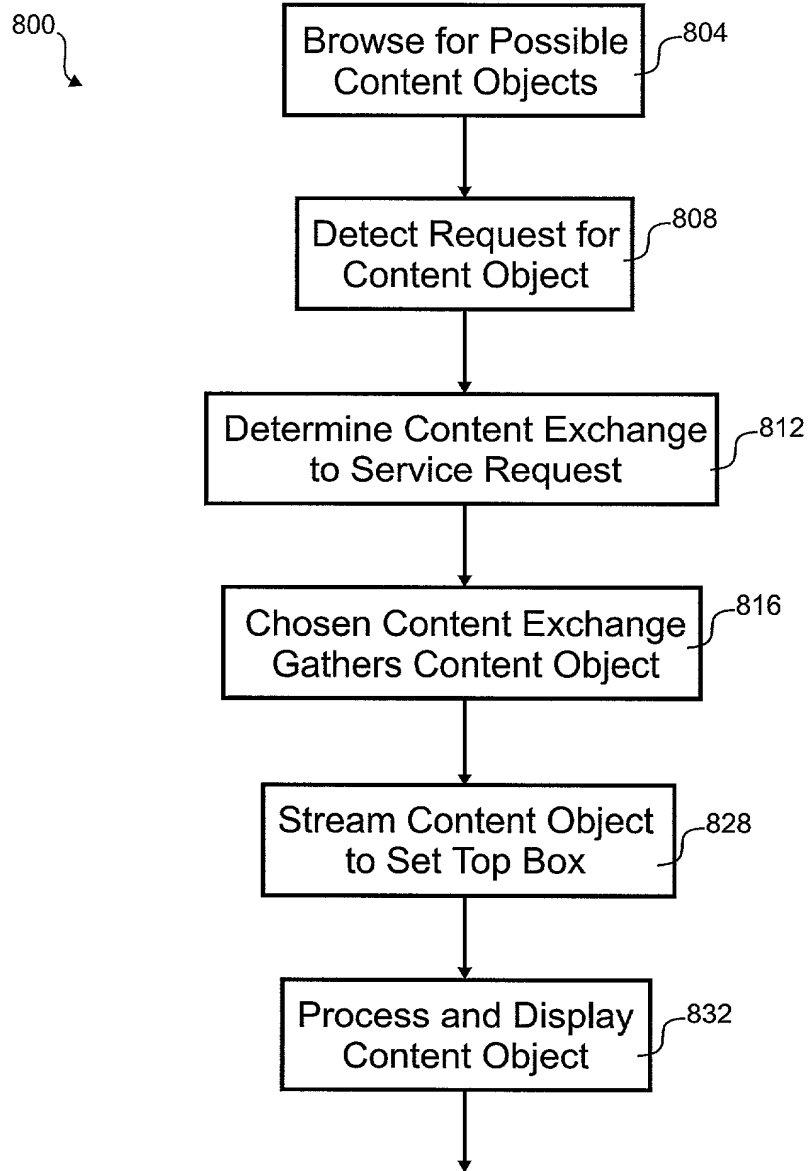 800
Browse for Possible
Content Objects
804
Detect Request for
Content Object
808
Determine Content Exchange
to Service Request
812
Chosen Content Exchange
Gathers Content Object
816
Stream Content Object
to Set Top Box
828
Process and Display
Content Object
832